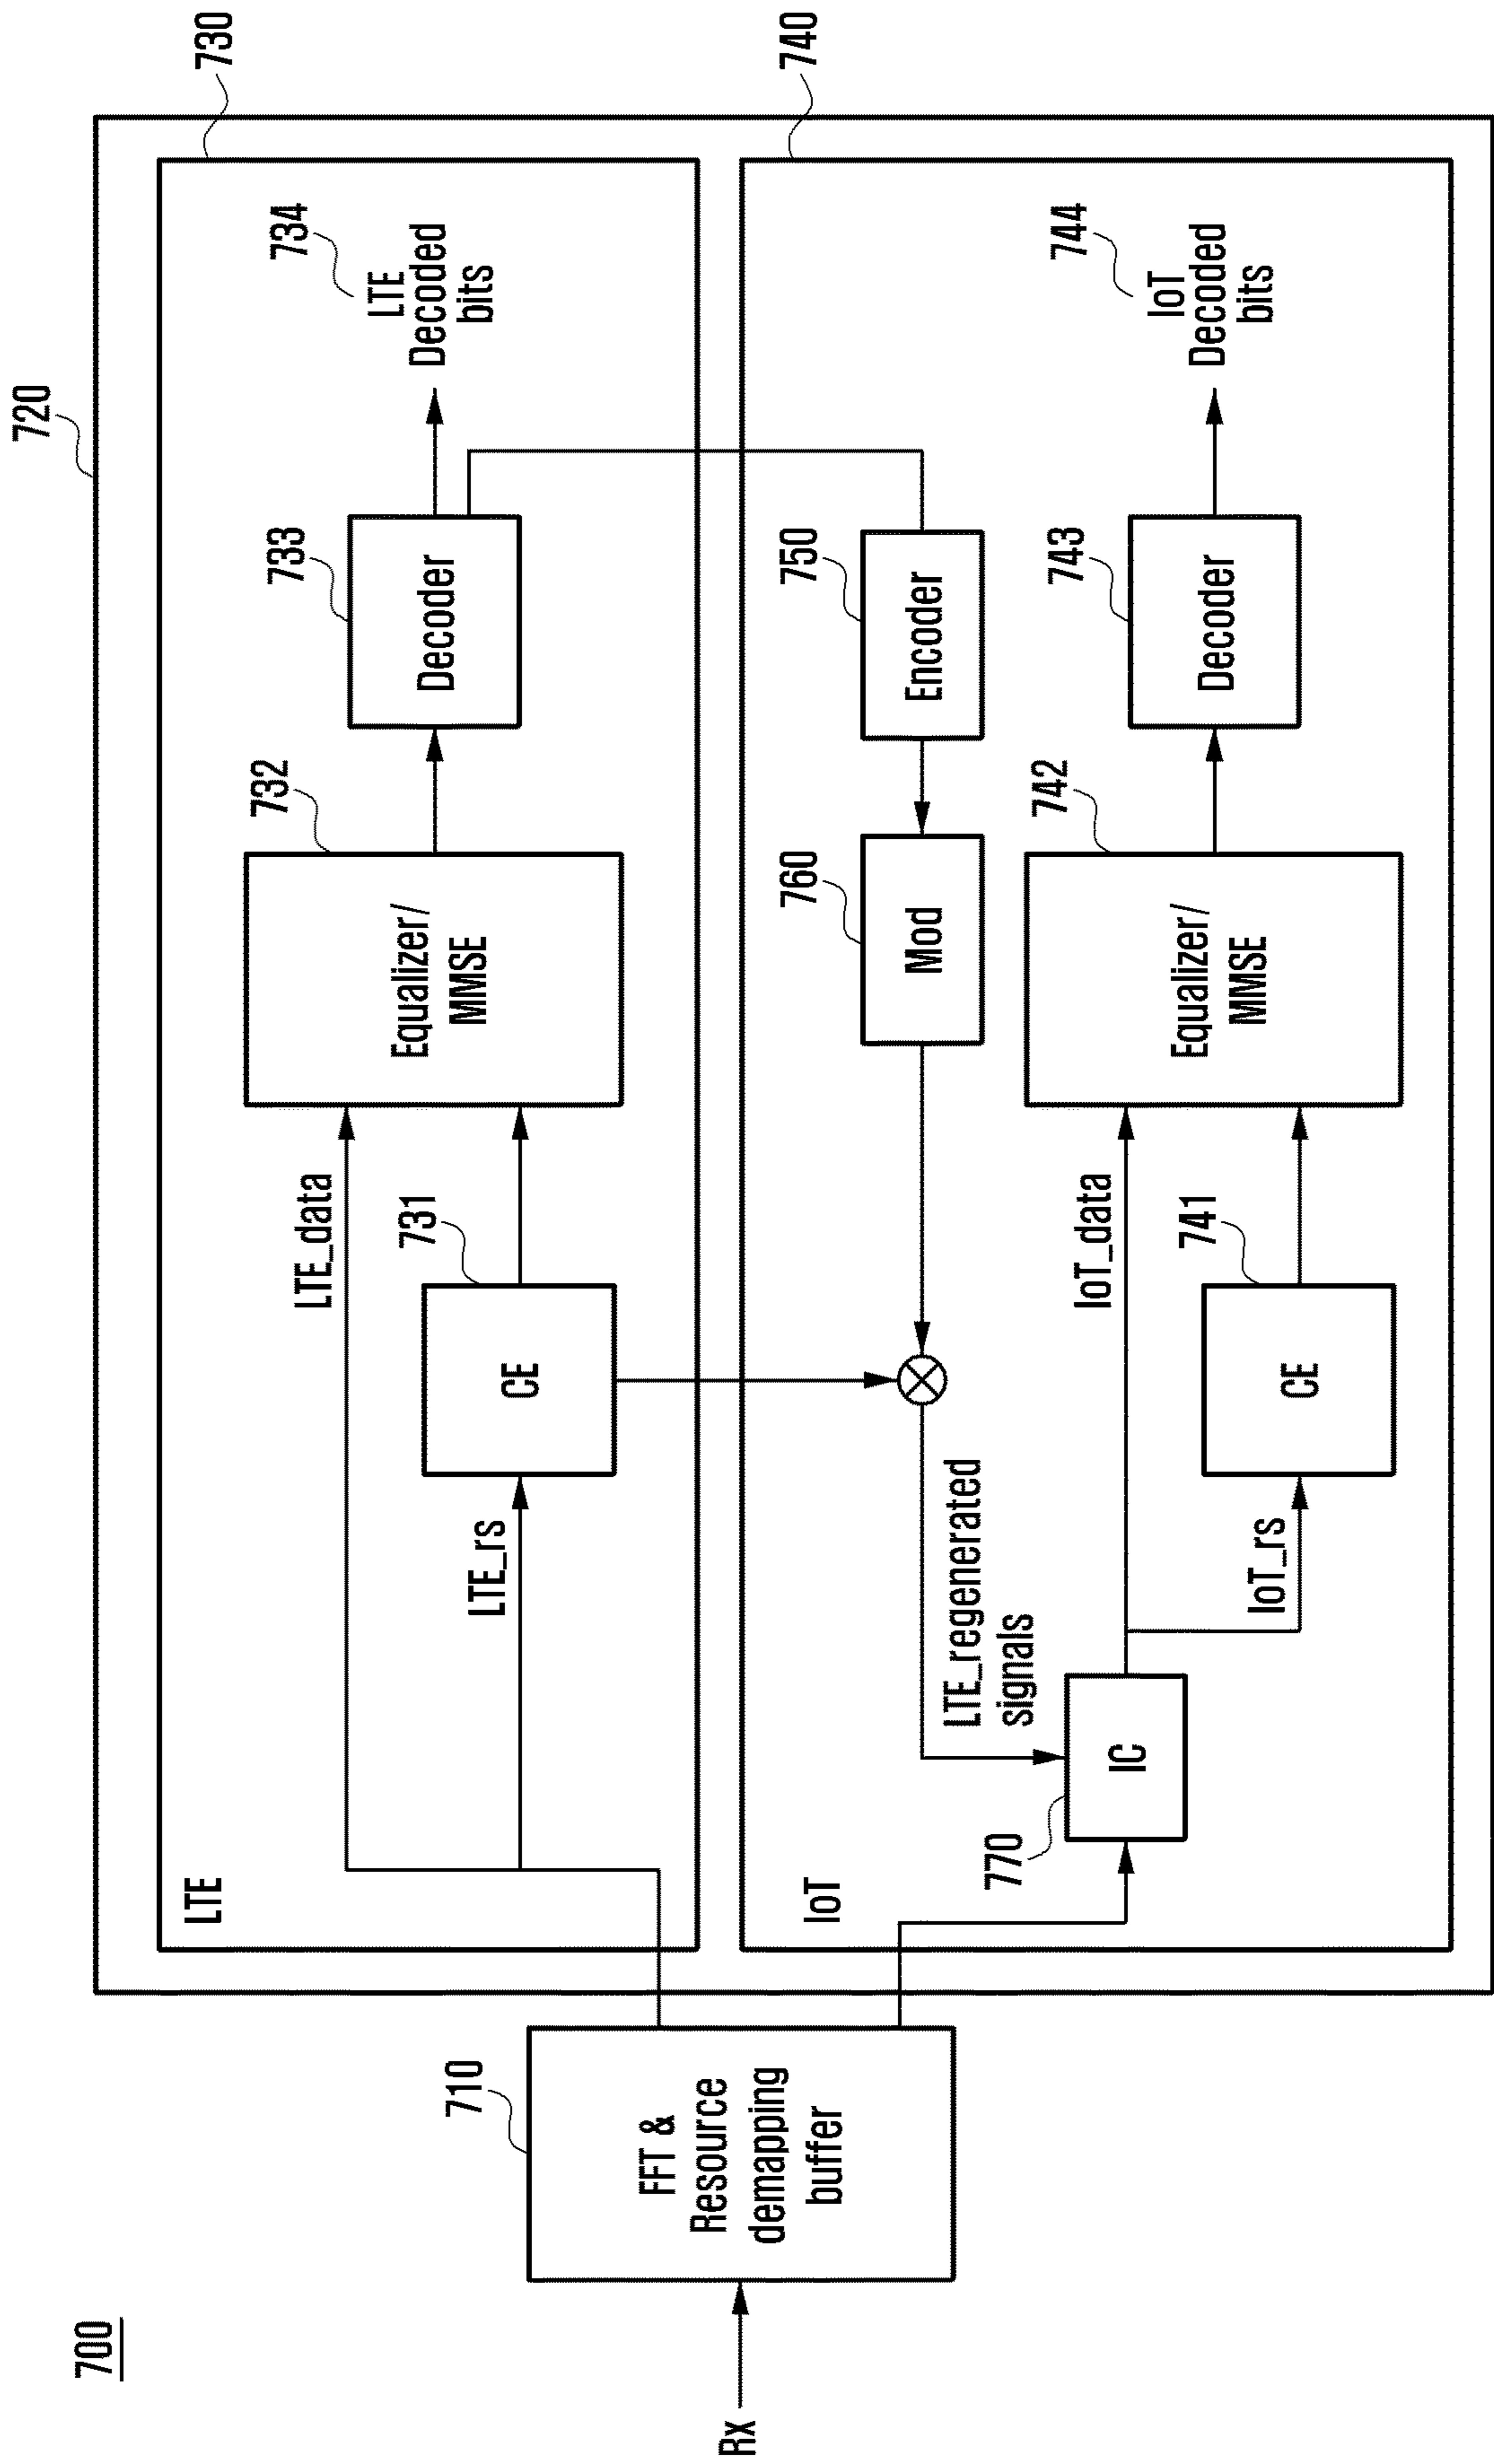 700
Rx
710
FFT &
Resource
demapping
buffer
720
730
LTE
LTE_data
LTE_rs
731
CE
732
Equalizer/
MMSE
733
Decoder
734
LTE
Decoded
bits
740
IoT
750
Encoder
760
Mod
LTE_regenerated
signals
770
IC
IoT_data
IoT_rs
741
CE
742
Equalizer/
MMSE
743
Decoder
744
IoT
Decoded
bits